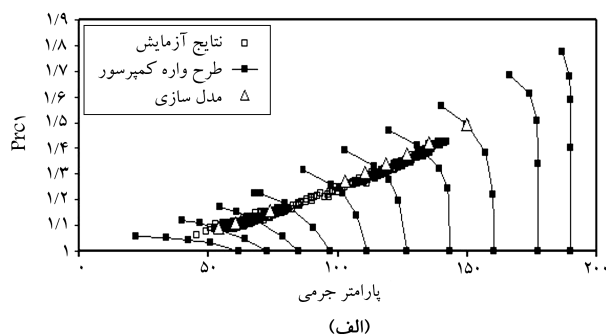 ۱/۹
۱/۸
۱/۷
۱/۶
۱/۵
۱/۴
۱/۳
۱/۲
۱/۱
۱
Prc۱
نتایج آزمایش
طرح واره کمپرسور
مدل سازی
۰ ۵۰ ۱۰۰ ۱۵۰ ۲۰۰
پارامتر جرمی
(الف)